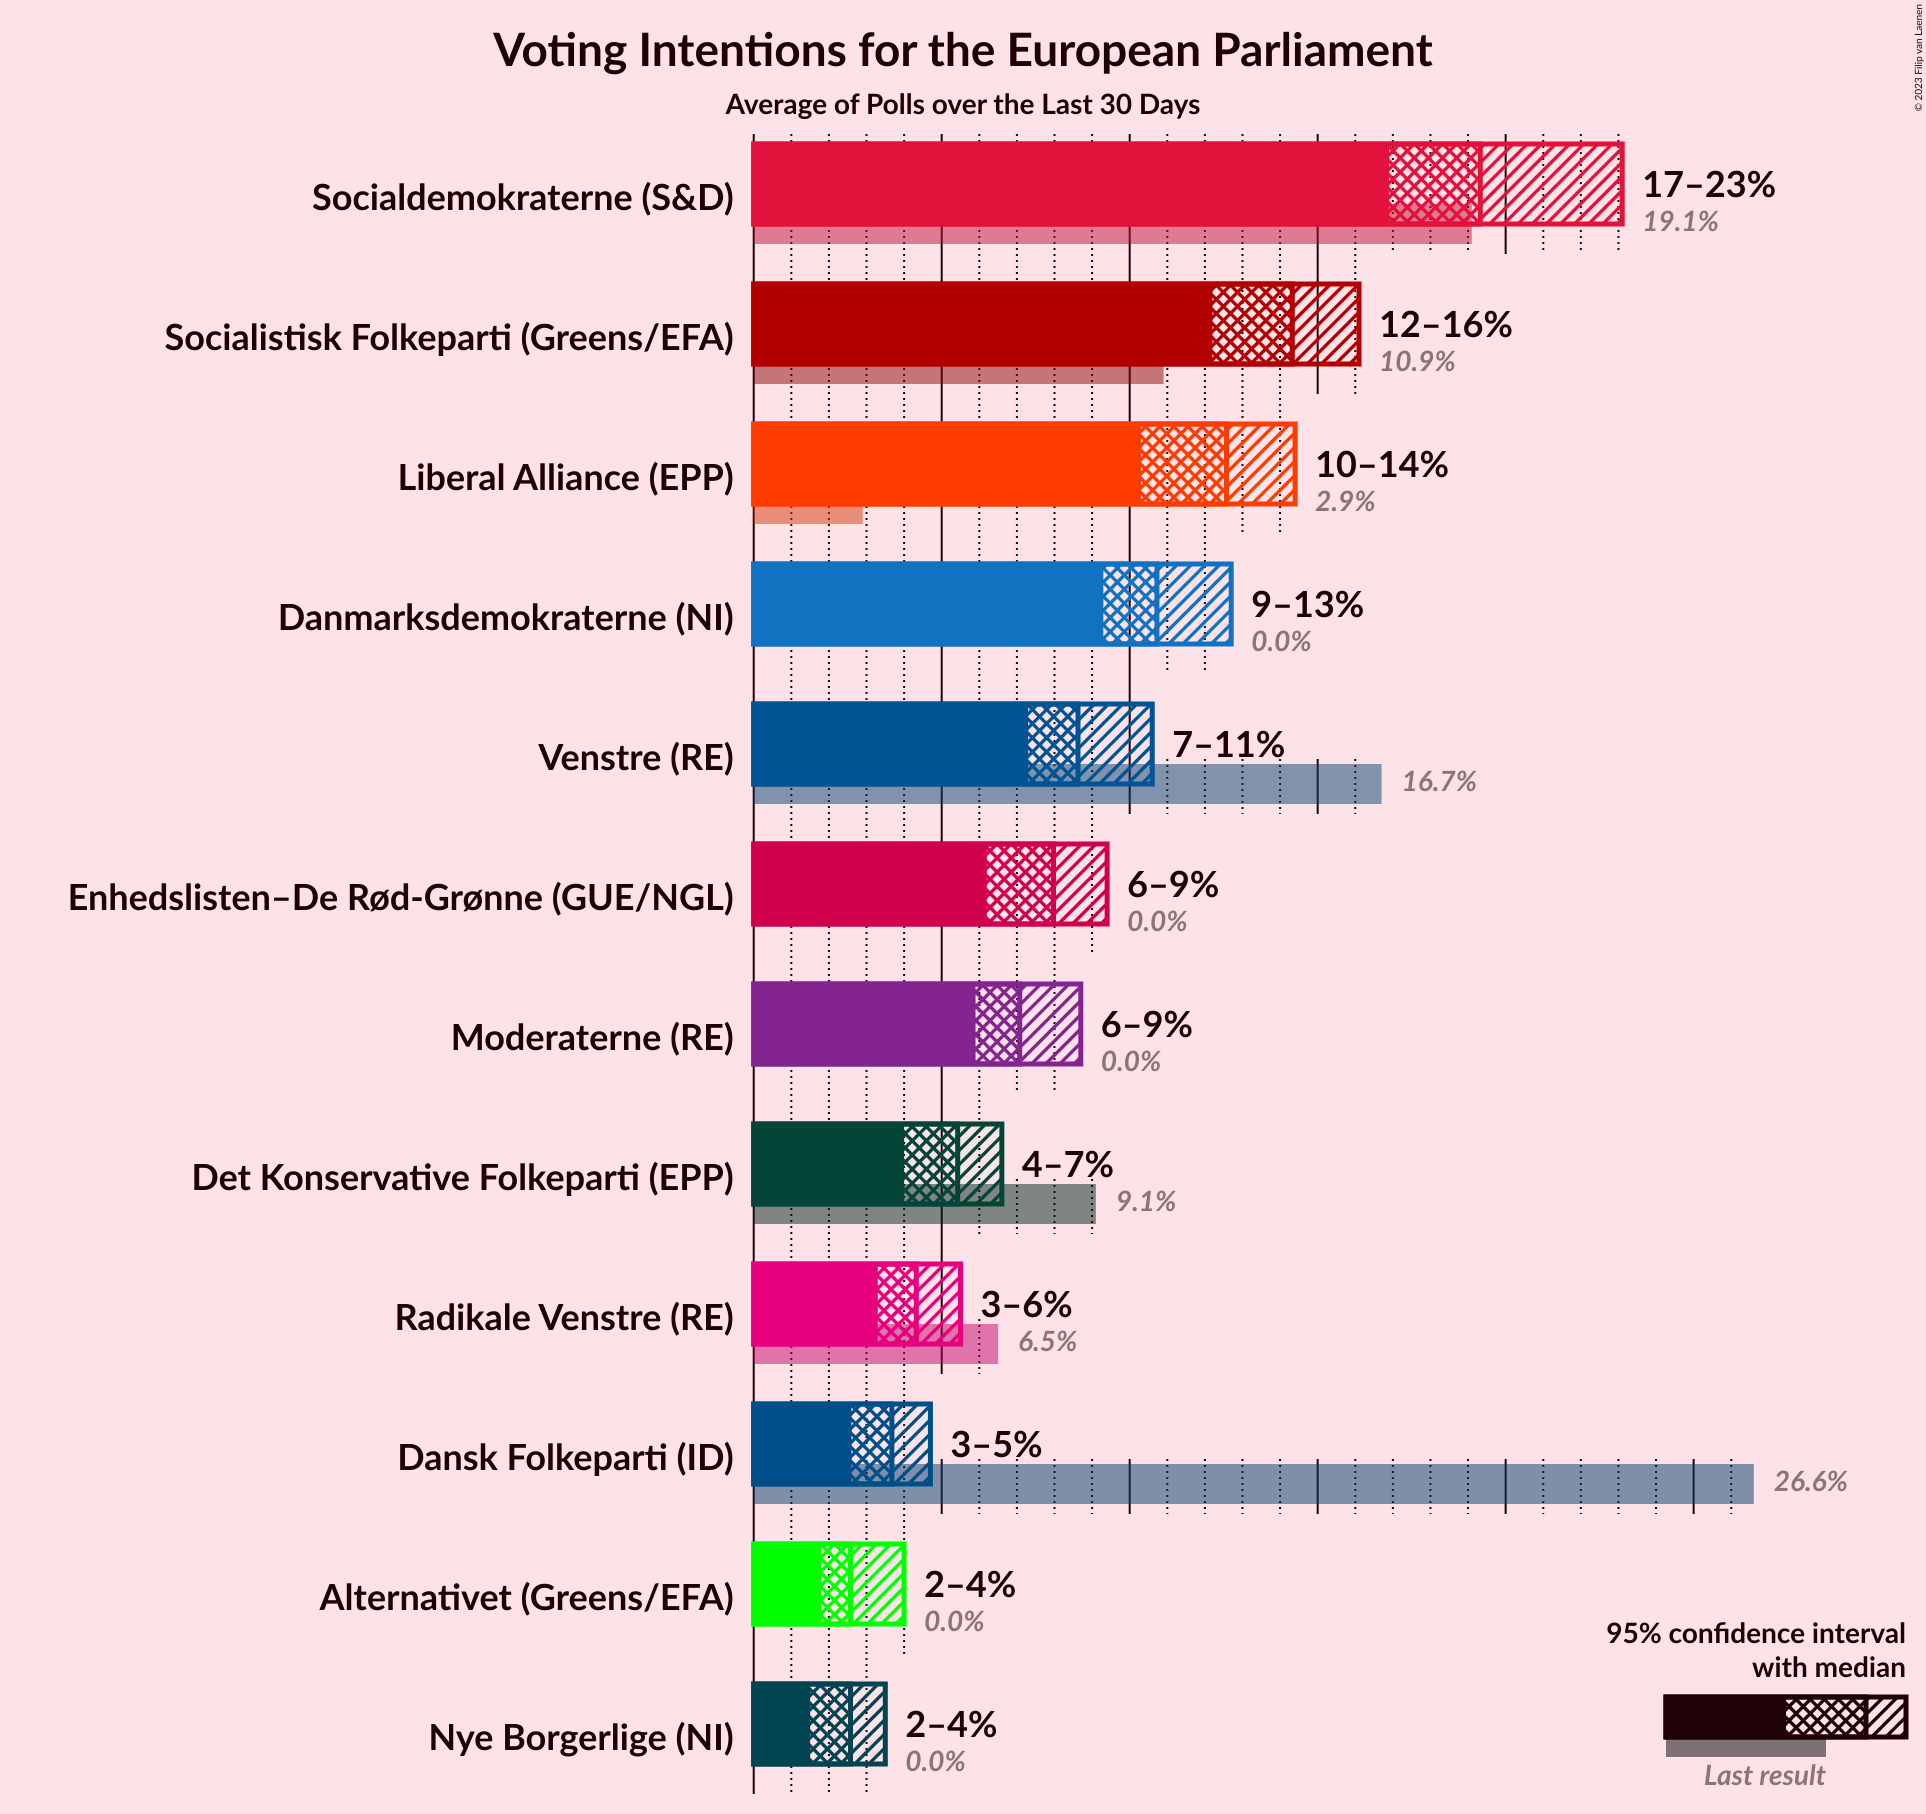 Voting Intentions for the European Parliament
Average of Polls over the Last 30 Days
© 2023 Filip van Laenen
Socialdemokraterne (S&D)
17–23%
19.1%
Socialistisk Folkeparti (Greens/EFA)
12–16%
10.9%
Liberal Alliance (EPP)
10–14%
2.9%
Danmarksdemokraterne (NI)
9–13%
0.0%
Venstre (RE)
7–11%
16.7%
Enhedslisten–De Rød-Grønne (GUE/NGL)
6–9%
0.0%
Moderaterne (RE)
6–9%
0.0%
Det Konservative Folkeparti (EPP)
4–7%
9.1%
Radikale Venstre (RE)
3–6%
6.5%
Dansk Folkeparti (ID)
3–5%
26.6%
Alternativet (Greens/EFA)
2–4%
0.0%
Nye Borgerlige (NI)
2–4%
0.0%
95% confidence interval
with median
Last result